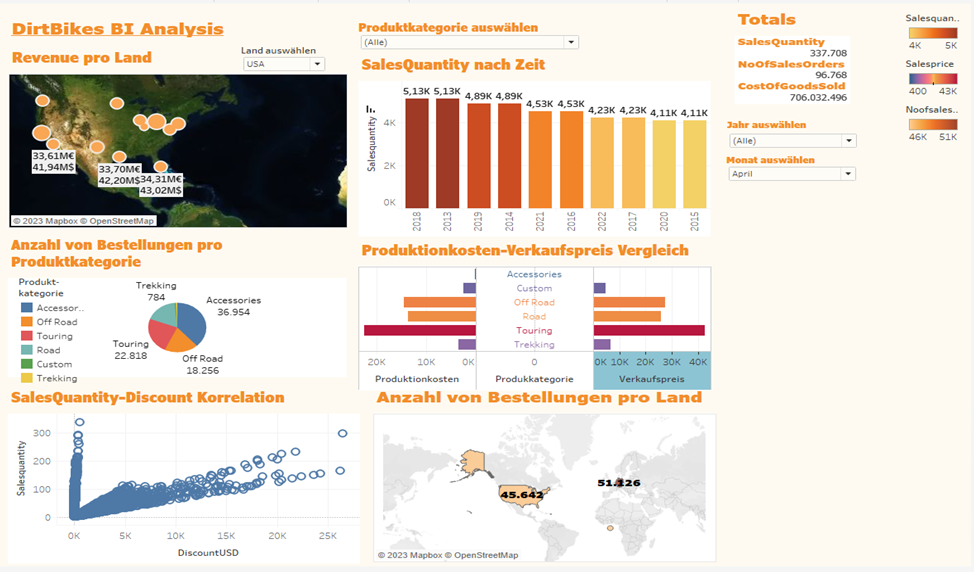 DirtBikes BI Analysis
Revenue pro Land
Land auswählen
USA
33,61M€
41,94M$
33,70M€
42,20M$
34,31M€
43,02M$
© 2023 Mapbox © OpenStreetMap
Produktkategorie auswählen
(Alle)
SalesQuantity nach Zeit
5,13K
5,13K
4,89K
4,89K
4,53K
4,53K
4,23K
4,23K
4,11K
4,11K
Salesquantity
4K
2K
0K
2018
2013
2019
2014
2021
2016
2022
2017
2020
2015
Totals
SalesQuantity
337.708
NoOfSalesOrders
96.768
CostOfGoodsSold
706.032.496
Jahr auswählen
(Alle)
Monat auswählen
April
Salesquan..
4K 5K
Salesprice
400 43K
Noofsales..
46K 51K
Anzahl von Bestellungen pro
Produktkategorie
Produkt-
kategorie
Accessor..
Off Road
Touring
Road
Custom
Trekking
Trekking
784
Accessories
36.954
Touring
22.818
Off Road
18.256
Produktionkosten-Verkaufspreis Vergleich
Accessories
Custom
Off Road
Road
Touring
Trekking
20K 10K 0K
0
0K 10K 20K 30K 40K
Produktionkosten
Produkkategorie
Verkaufspreis
SalesQuantity-Discount Korrelation
Salesquantity
300
200
100
0
0K 5K 10K 15K 20K 25K
DiscountUSD
Anzahl von Bestellungen pro Land
45.642
51.126
© 2023 Mapbox © OpenStreetMap